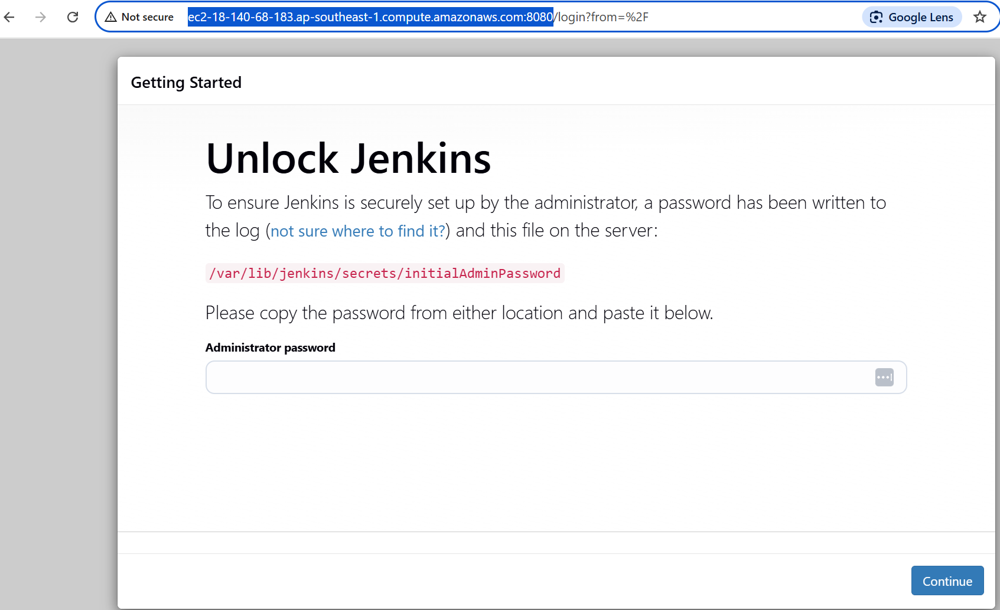 Not secure ec2-18-140-68-183.ap-southeast-1.compute.amazonaws.com:8080/login?from=%2F Google Lens
Getting Started
Unlock Jenkins
To ensure Jenkins is securely set up by the administrator, a password has been written to
the log (not sure where to find it?) and this file on the server:
/var/lib/jenkins/secrets/initialAdminPassword
Please copy the password from either location and paste it below.
Administrator password
Continue